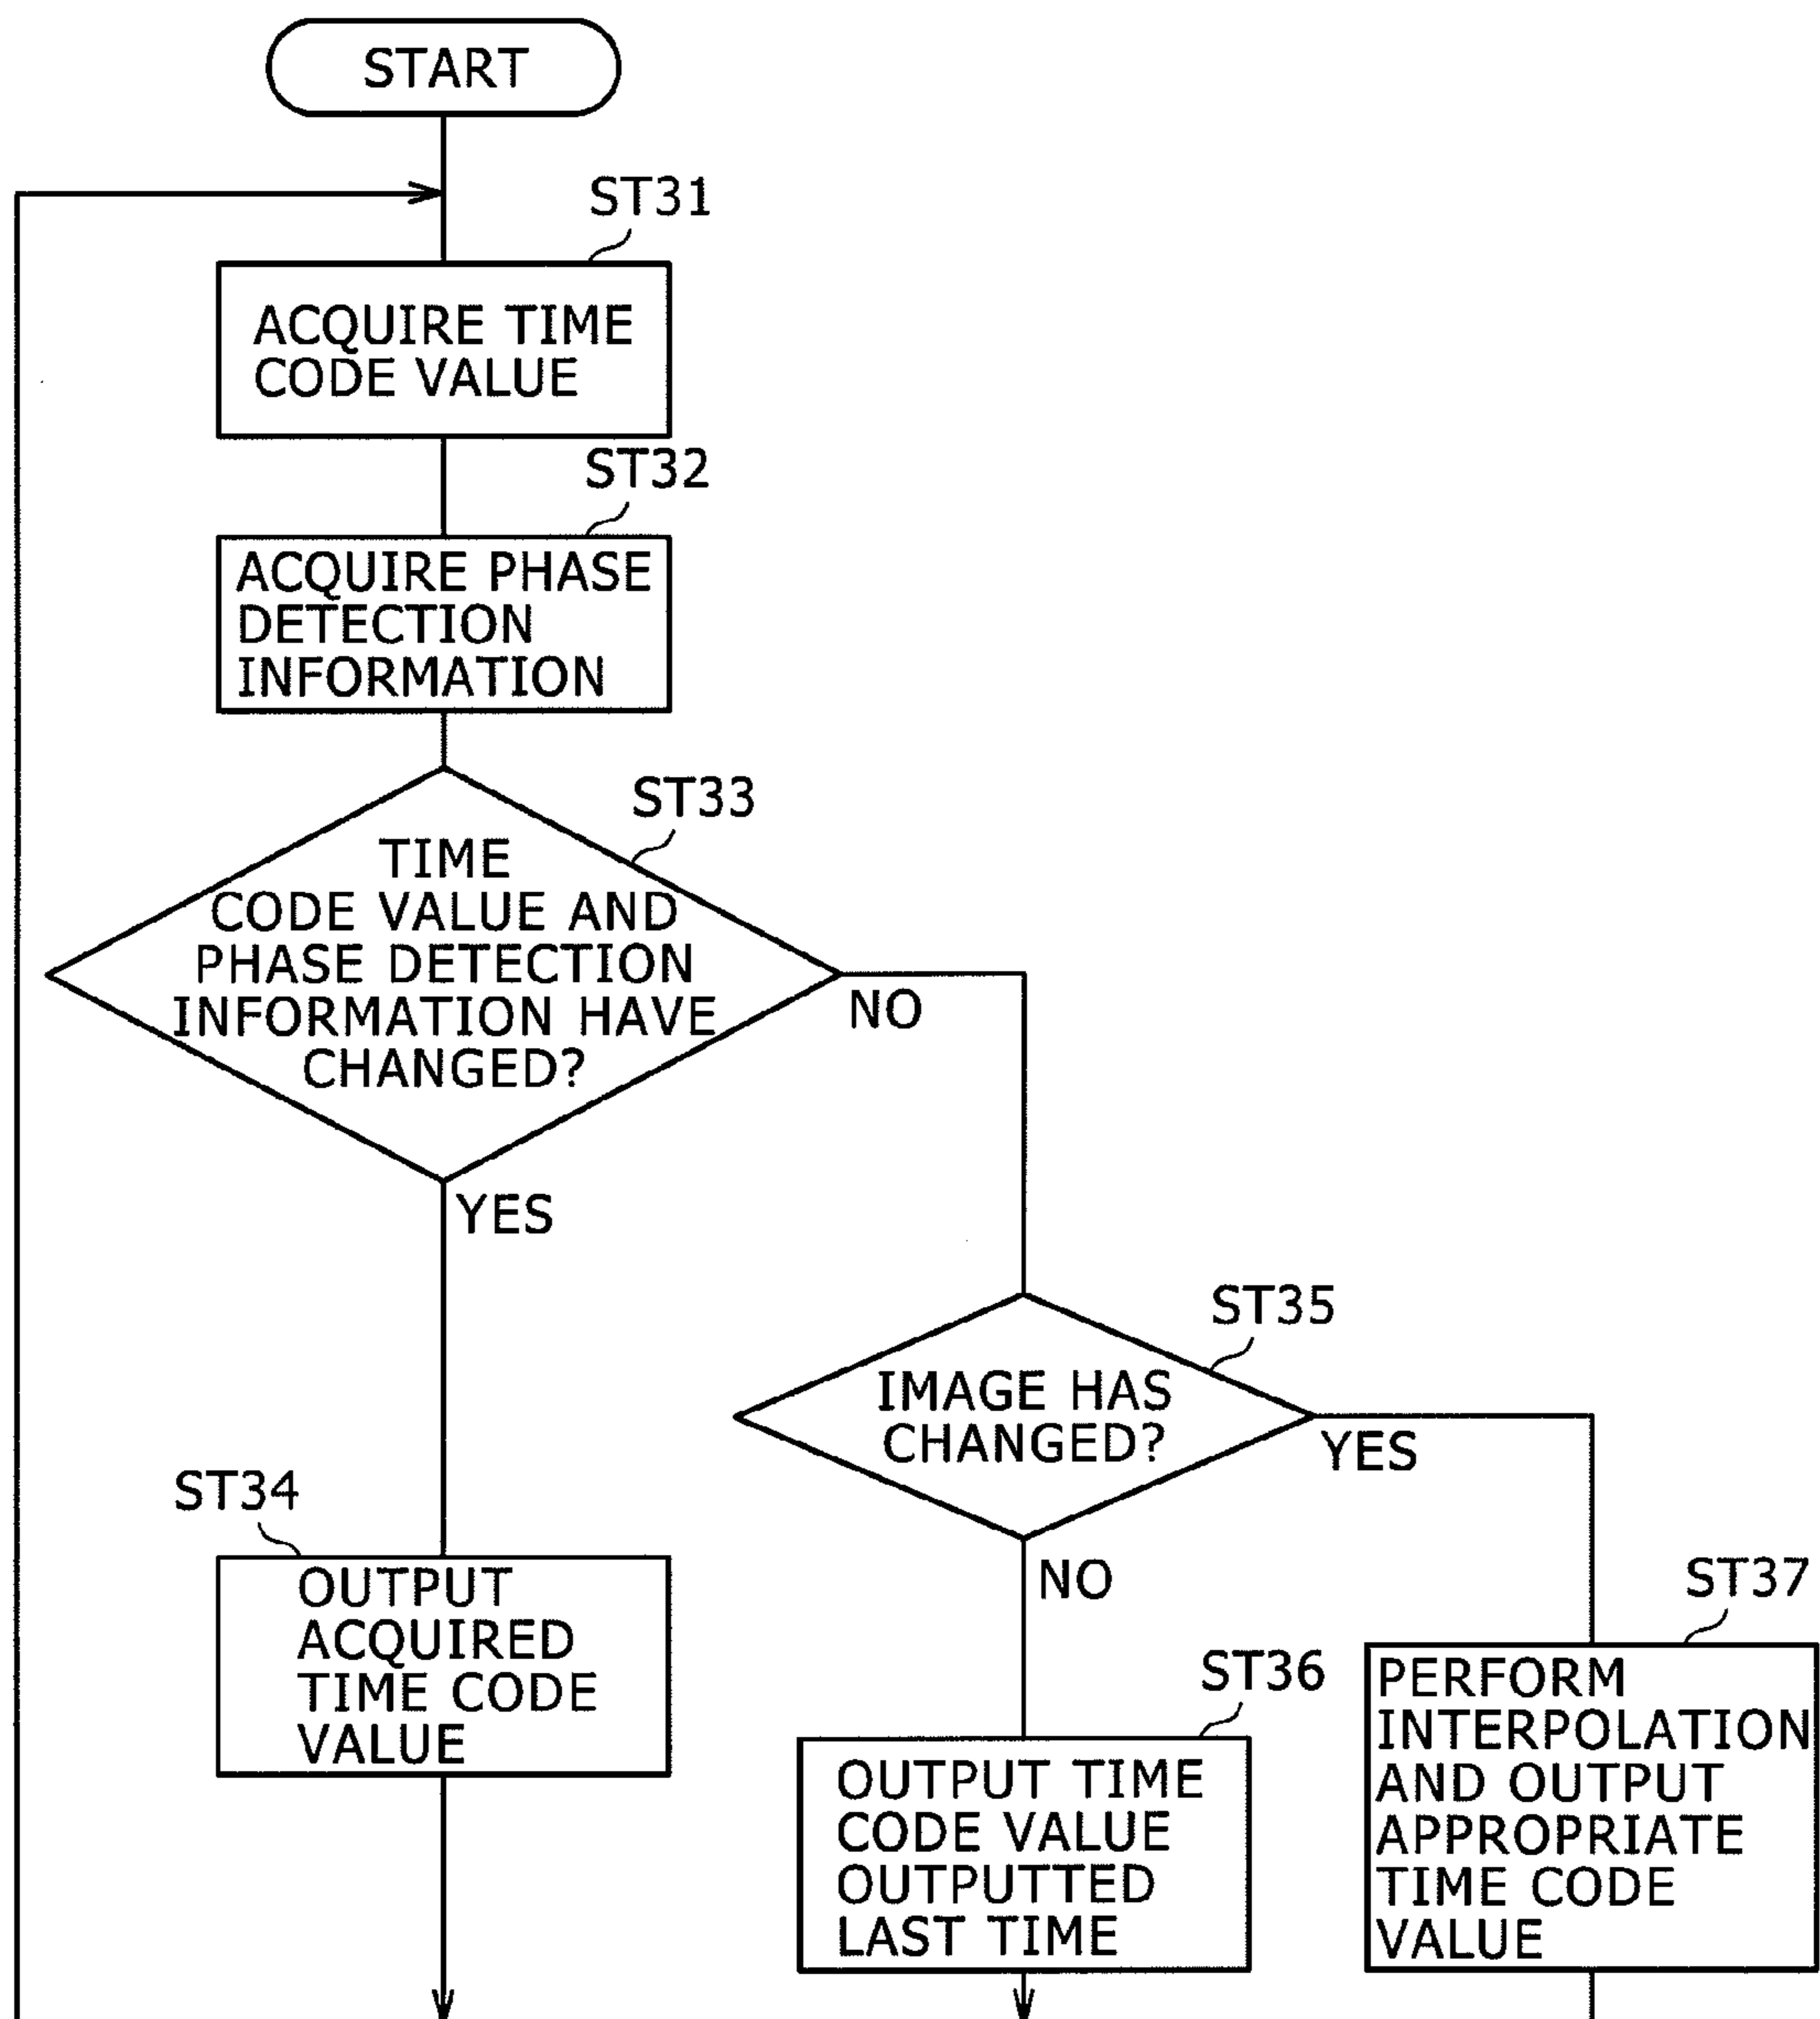 START
ST31
ACQUIRE TIME
CODE VALUE
ST32
ACQUIRE PHASE
DETECTION
INFORMATION
ST33
TIME
CODE VALUE AND
PHASE DETECTION
INFORMATION HAVE
CHANGED?
NO
YES
ST35
IMAGE HAS
CHANGED?
YES
NO
ST34
OUTPUT
ACQUIRED
TIME CODE
VALUE
ST36
OUTPUT TIME
CODE VALUE
OUTPUTTED
LAST TIME
ST37
PERFORM
INTERPOLATION
AND OUTPUT
APPROPRIATE
TIME CODE
VALUE